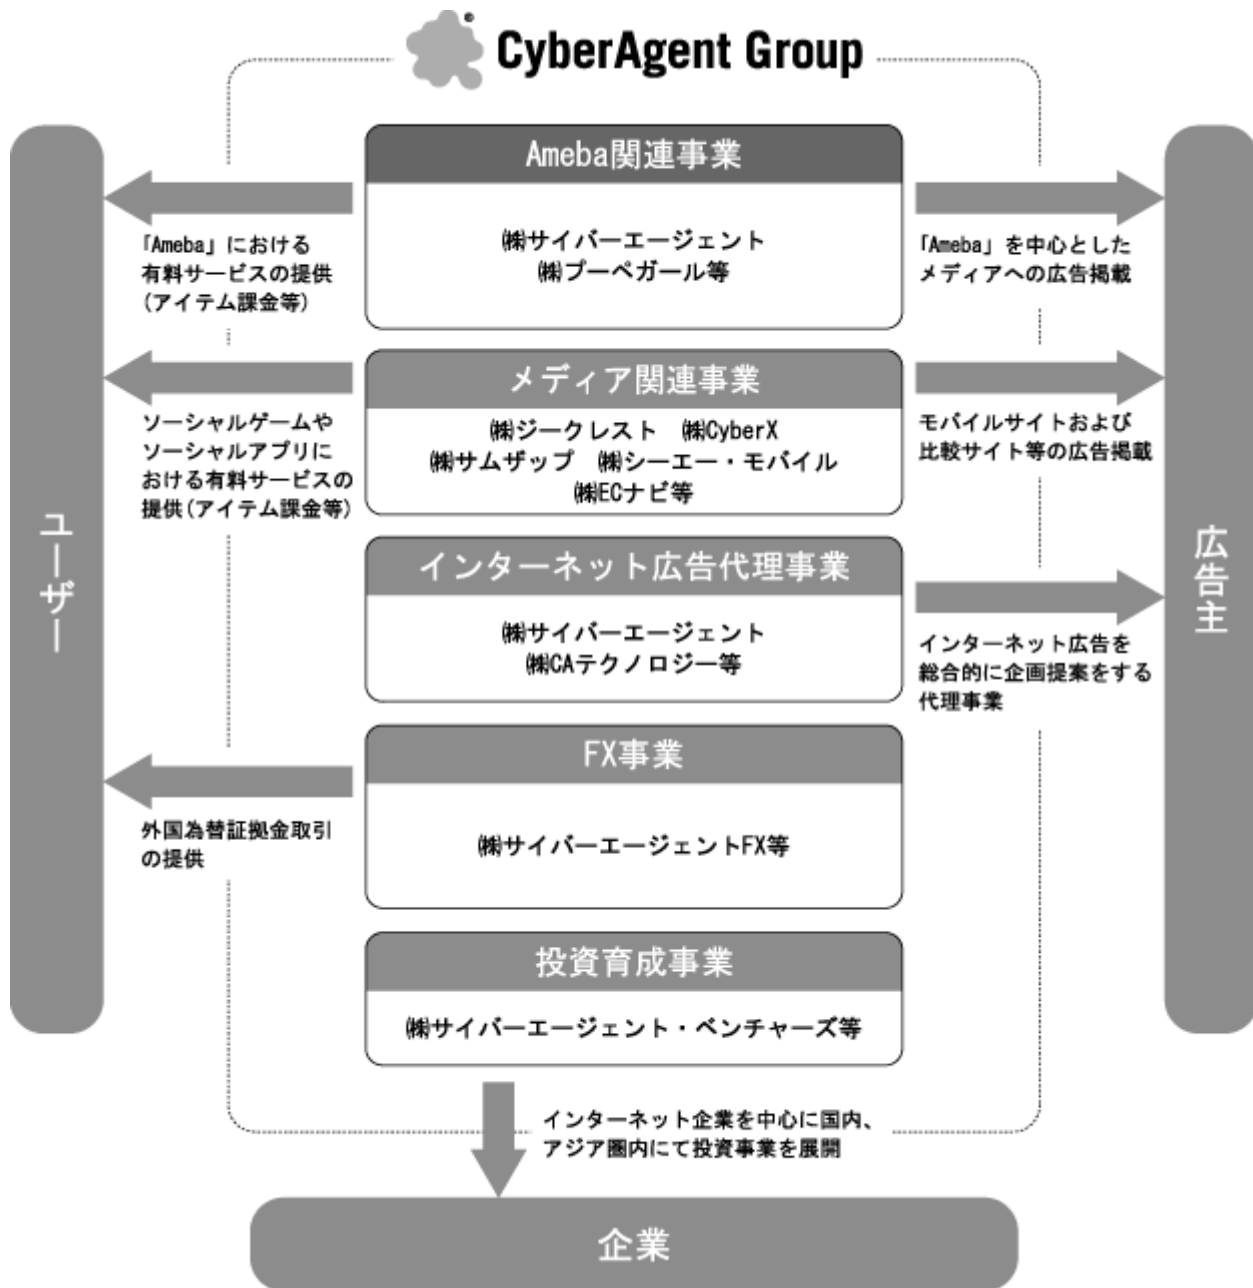 CyberAgent Group
Ameba関連事業
㈱サイバーエージェント
㈱プーペガール等
「Ameba」における
有料サービスの提供
(アイテム課金等)
「Ameba」を中心とした
メディアへの広告掲載
メディア関連事業
㈱ジークレスト ㈱CyberX
㈱サムザップ ㈱シーエー・モバイル
㈱ECナビ等
ソーシャルゲームや
ソーシャルアプリに
おける有料サービスの
提供(アイテム課金等)
モバイルサイトおよび
比較サイト等の広告掲載
ユーザー
広告主
インターネット広告代理事業
㈱サイバーエージェント
㈱CAテクノロジー等
インターネット広告を
総合的に企画提案をする
代理事業
FX事業
㈱サイバーエージェントFX等
外国為替証拠金取引
の提供
投資育成事業
㈱サイバーエージェント・ベンチャーズ等
インターネット企業を中心に国内、
アジア圏内にて投資事業を展開
企業